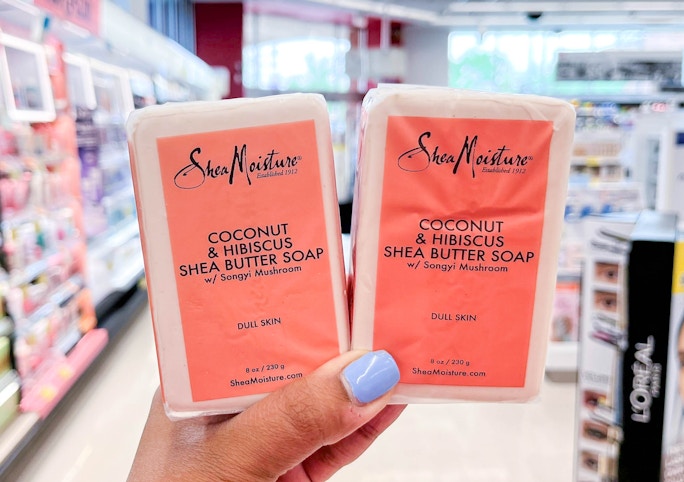 SheaMoisture®
Established 1912
COCONUT
& HIBISCUS
SHEA BUTTER SOAP
w/ Songyi Mushroom
DULL SKIN
8 oz / 230 g
SheaMoisture.com
SheaMoisture®
Established 1912
COCONUT
& HIBISCUS
SHEA BUTTER SOAP
w/ Songyi Mushroom
DULL SKIN
8 oz / 230 g
SheaMoisture.com
L'ORÉAL